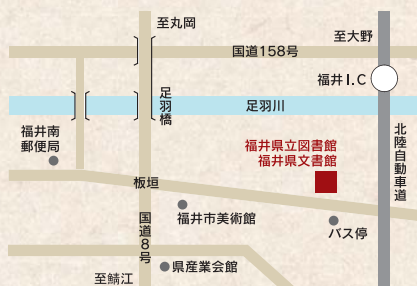 至丸岡
至大野
国道158号
福井I.C
足羽橋
足羽川
福井南
郵便局
福井県立図書館
福井県文書館
北陸自動車道
板垣
国道8号
福井市美術館
バス停
県産業会館
至鯖江